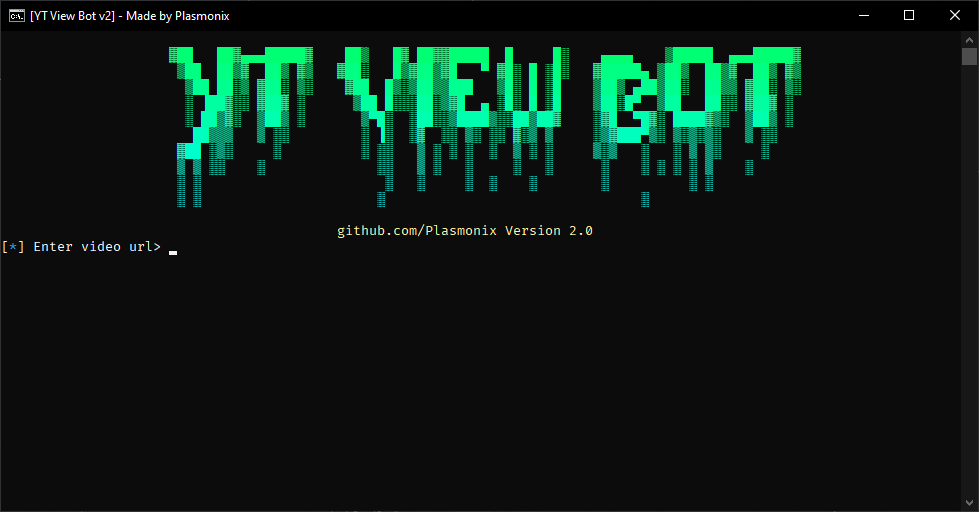 [YT View Bot v2] - Made by Plasmonix
YT VIEW BOT
github.com/Plasmonix Version 2.0
[*] Enter video url>